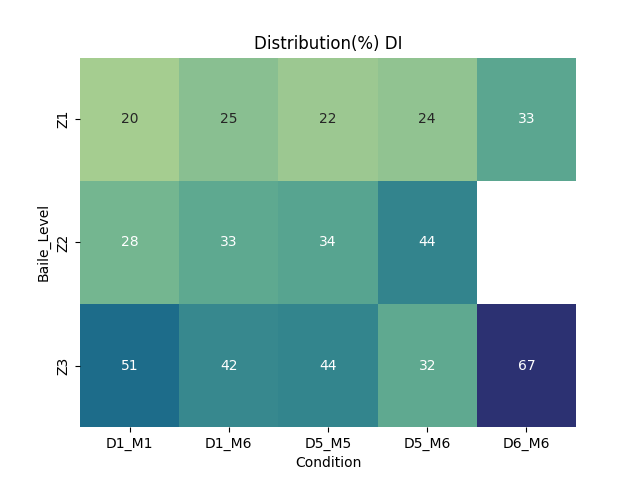 Distribution(%) DI
Baile_Level
Z1 20 25 22 24 33
Z2 28 33 34 44
Z3 51 42 44 32 67
D1_M1 D1_M6 D5_M5 D5_M6 D6_M6
Condition